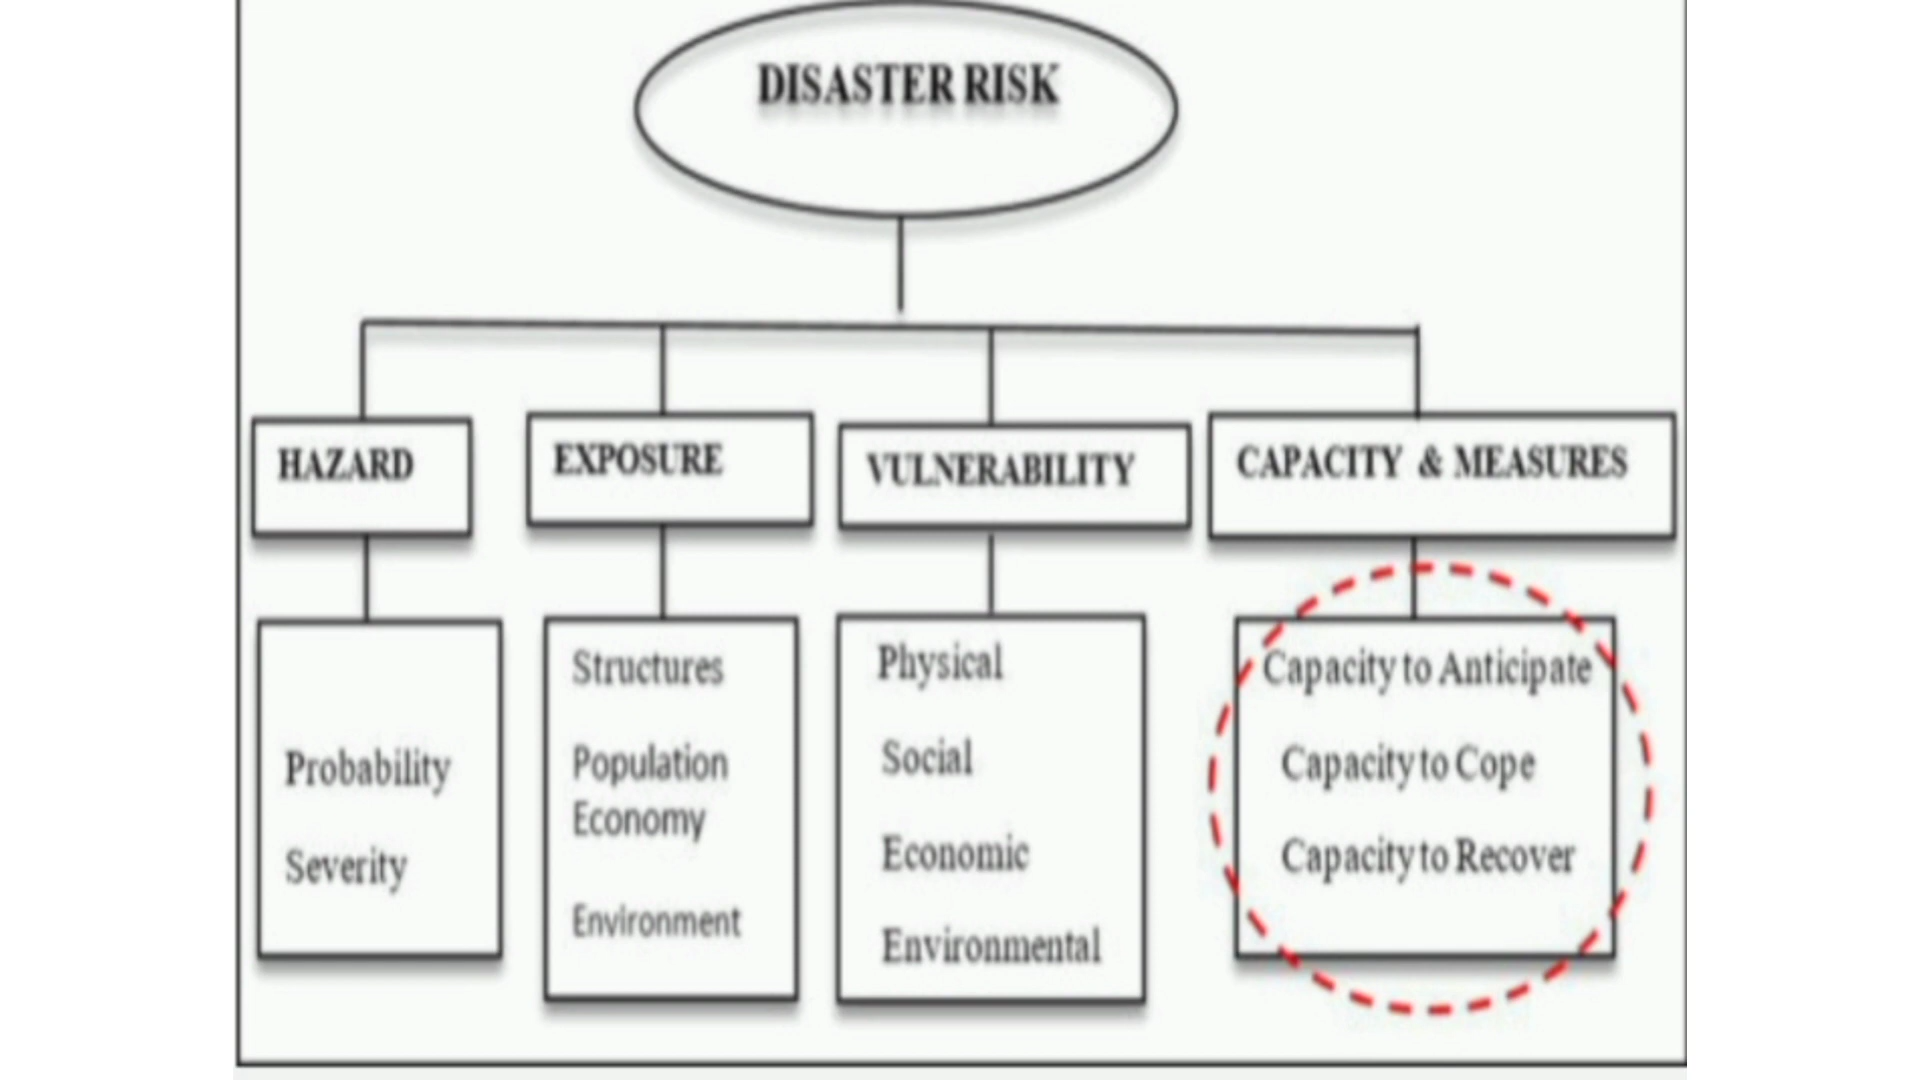 DISASTER RISK
HAZARD
EXPOSURE
VULNERABILITY
CAPACITY & MEASURES
Probability
Severity
Structures
Population
Economy
Environment
Physical
Social
Economic
Environmental
Capacity to Anticipate
Capacity to Cope
Capacity to Recover